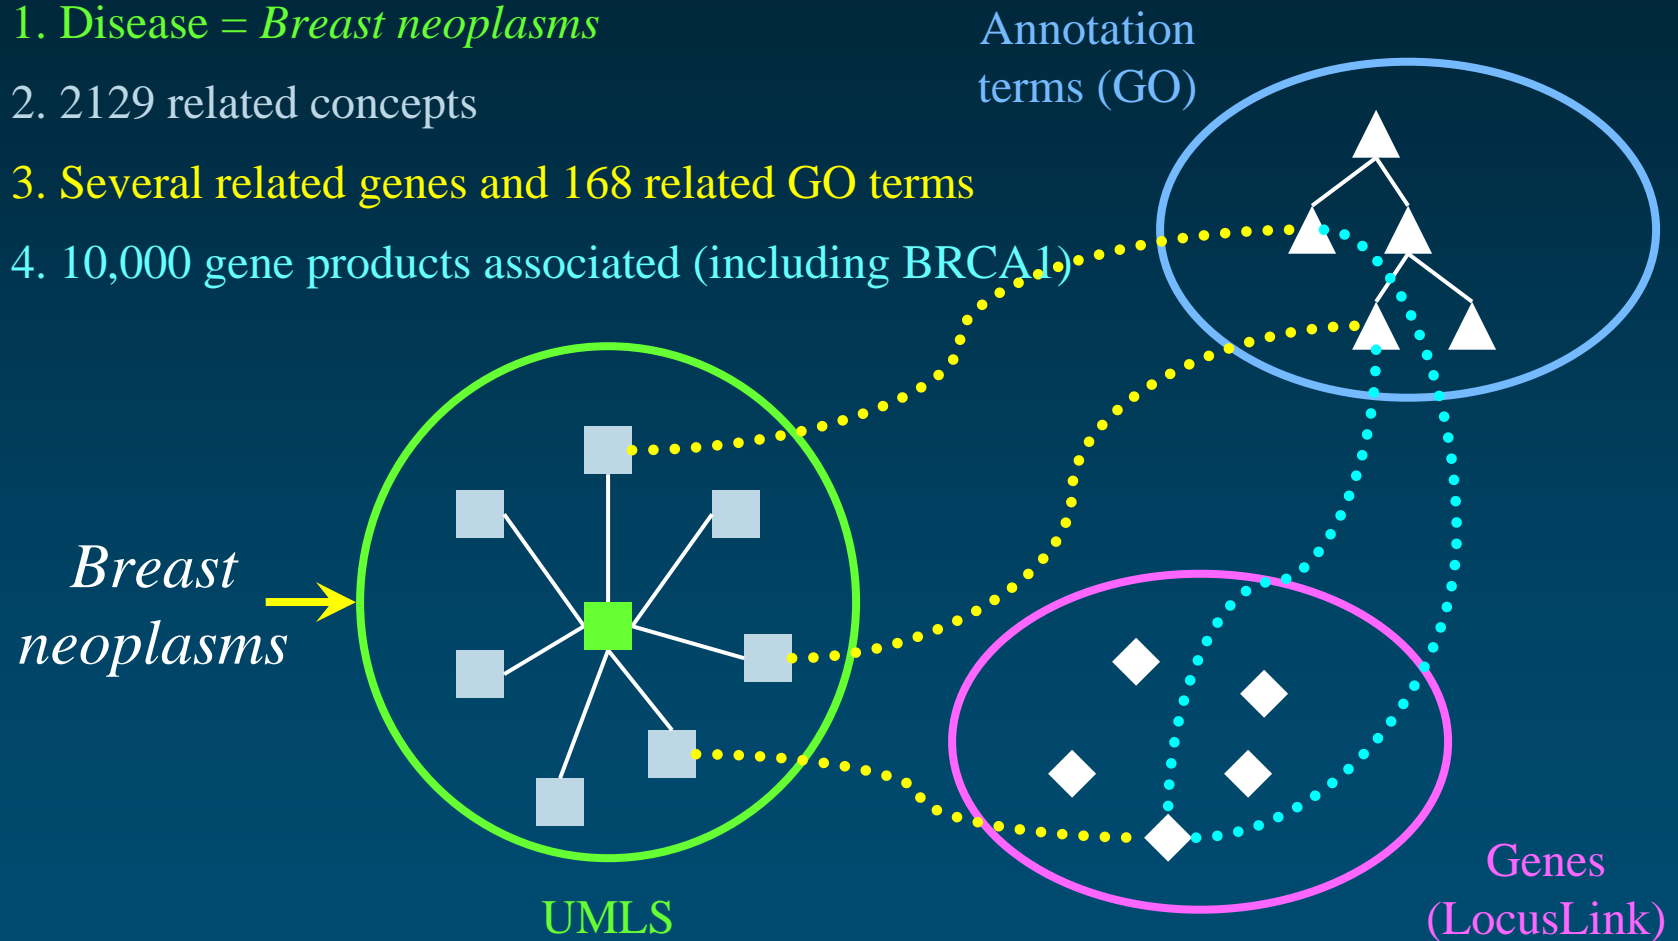 1. Disease = Breast neoplasms
2. 2129 related concepts
3. Several related genes and 168 related GO terms
4. 10,000 gene products associated (including BRCA1)
Annotation
terms (GO)
Breast
neoplasms
UMLS
Genes
(LocusLink)